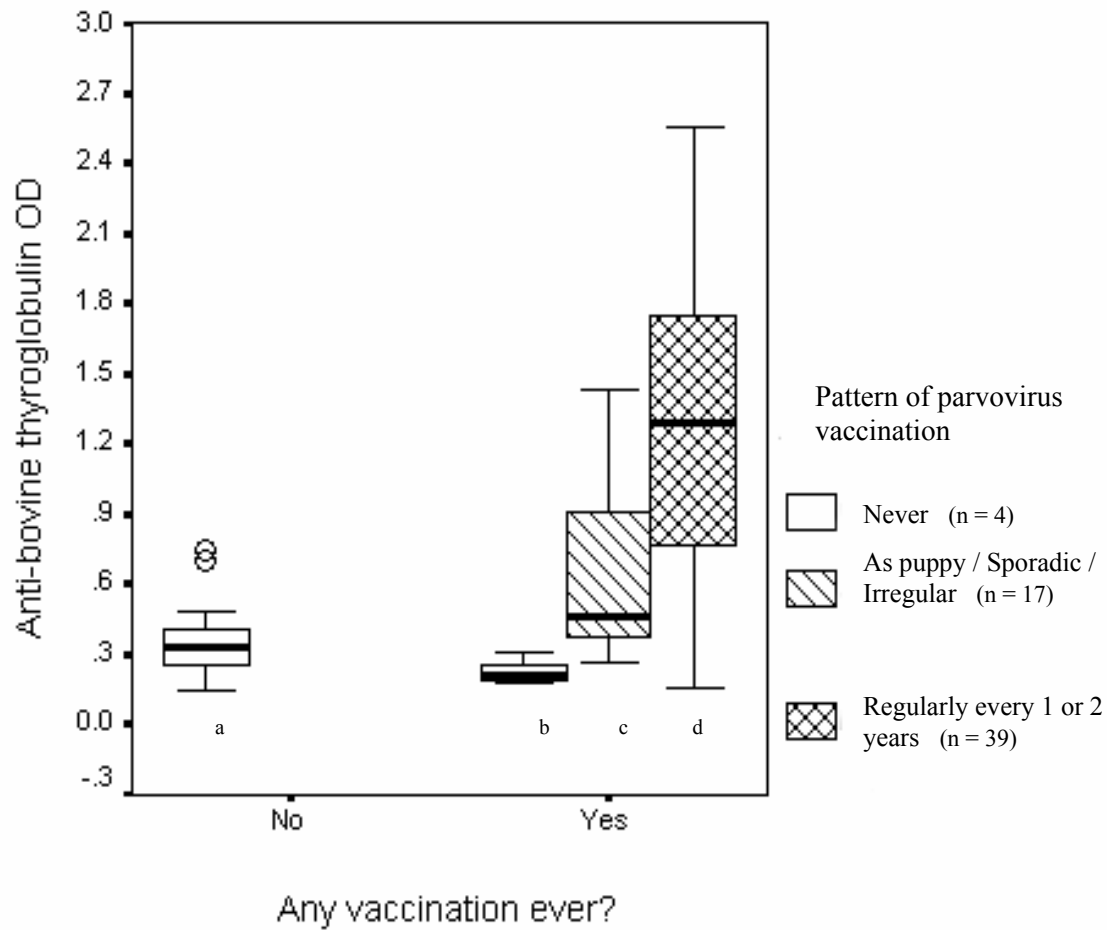 3.0
2.7
2.4
2.1
1.8
1.5
1.2
.9
.6
.3
0.0
-.3
Anti-bovine thyroglobulin OD
a
b
c
d
No
Yes
Any vaccination ever?
Pattern of parvovirus
vaccination
Never (n = 4)
As puppy / Sporadic /
Irregular (n = 17)
Regularly every 1 or 2
years (n = 39)